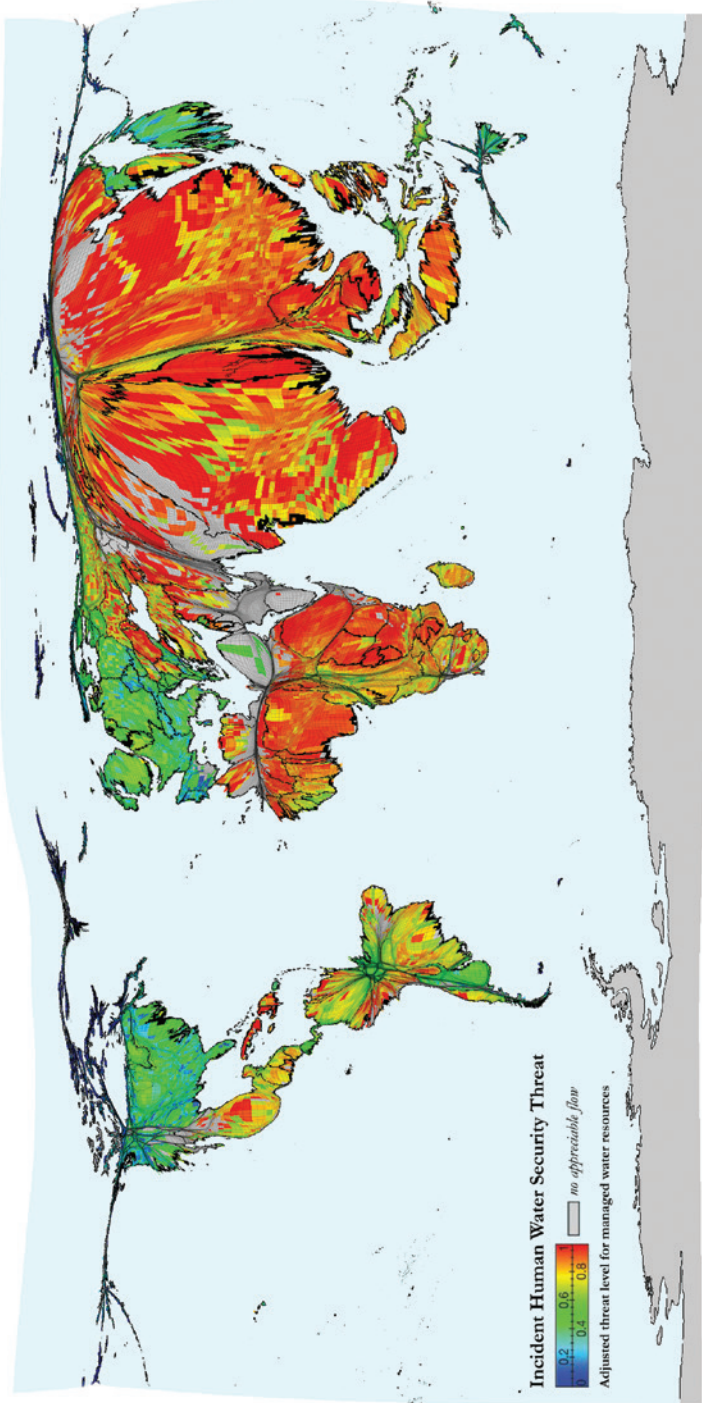 Incident Human Water Security Threat
0.2 0.6 1
0 0.4 0.8
no appreciable flow
Adjusted threat level for managed water resources